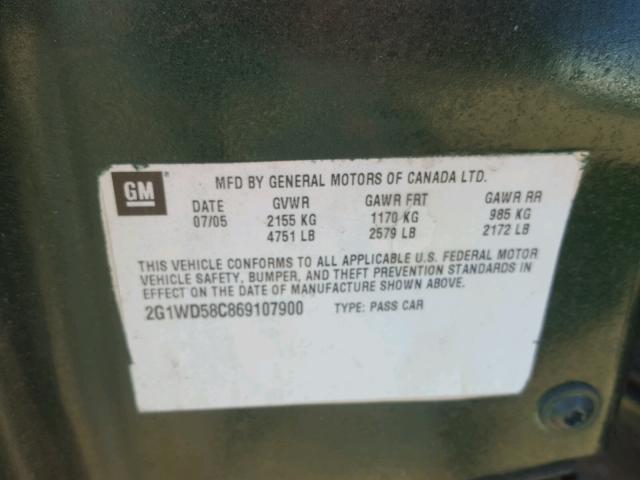 GM
MFD BY GENERAL MOTORS OF CANADA LTD.
DATE GVWR GAWR FRT GAWR RR
07/05 2155 KG 1170 KG 985 KG
4751 LB 2579 LB 2172 LB
THIS VEHICLE CONFORMS TO ALL APPLICABLE U.S. FEDERAL MOTOR
VEHICLE SAFETY, BUMPER, AND THEFT PREVENTION STANDARDS IN
EFFECT ON THE DATE OF MANUFACTURE SHOWN ABOVE.
2G1WD58C869107900 TYPE: PASS CAR